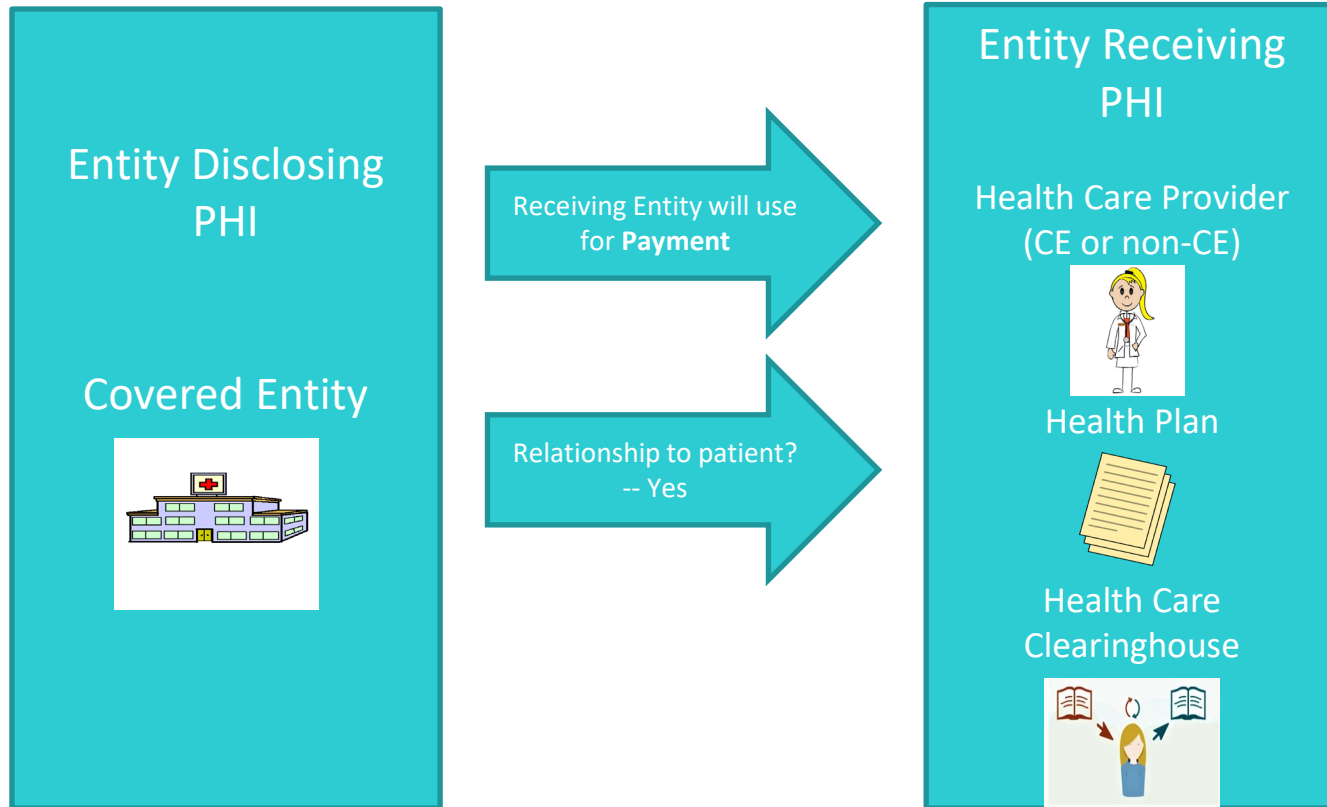 Entity Disclosing
PHI
Covered Entity
Receiving Entity will use
for Payment
Relationship to patient?
-- Yes
Entity Receiving
PHI
Health Care Provider
(CE or non-CE)
Health Plan
Health Care
Clearinghouse